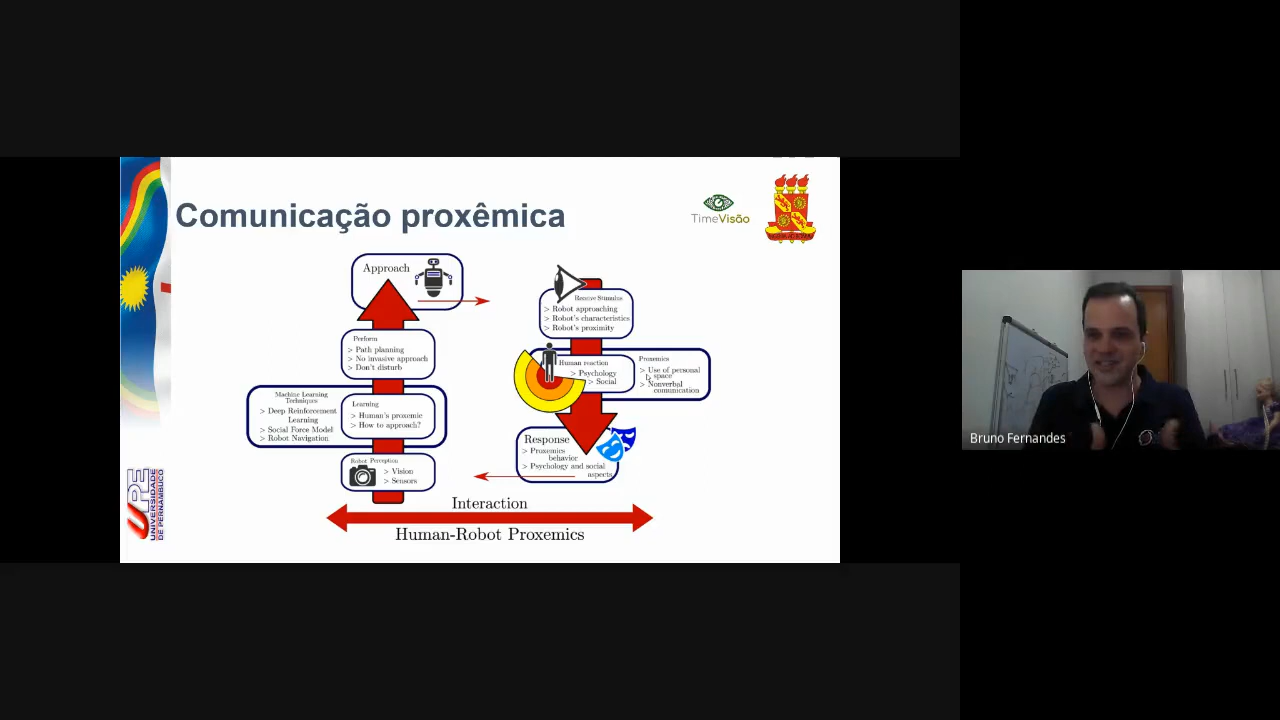 Comunicação proxêmica
TimeVisão
Approach
Perform
> Path planning
> No invasive approach
> Don't disturb
Machine Learning
Techniques
> Deep Reinforcement
Learning
> Social Force Model
> Robot Navigation
Learning
> Human's proxemic
> How to approach?
Robot Perception
> Vision
> Sensors
Receive Stimulus
> Robot approaching
> Robot's characteristics
> Robot's proximity
Human reaction
> Psychology
> Social
Proxemics
> Use of personal
space
> Nonverbal
comunication
Response
> Proxemics
behavior
> Psychology and social
aspects
Interaction
Human-Robot Proxemics
UPE
UNIVERSIDADE
DE PERNAMBUCO
Bruno Fernandes